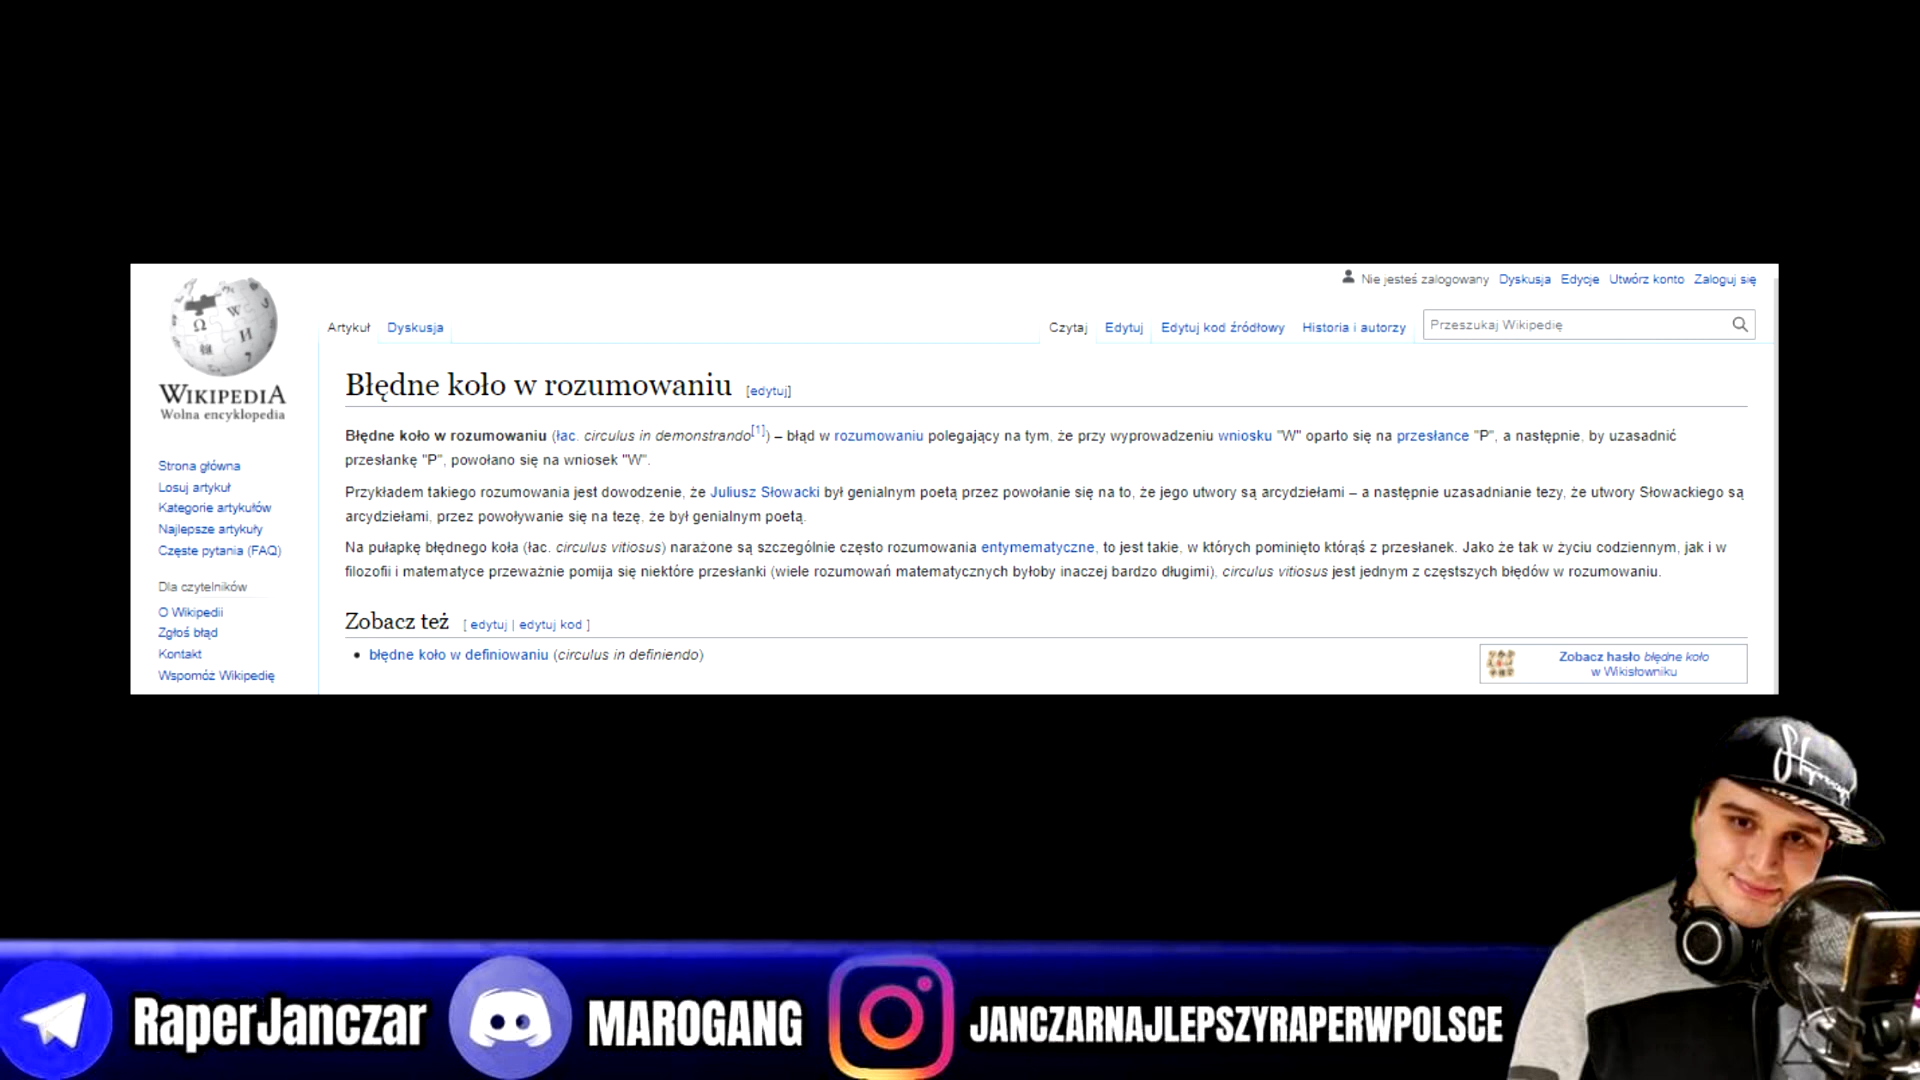 Nie jesteś zalogowany Dyskusja Edycje Utwórz konto Zaloguj się
Artykuł Dyskusja Czytaj Edytuj Edytuj kod źródłowy Historia i autorzy Przeszukaj Wikipedię
WIKIPEDIA
Wolna encyklopedia
Strona główna
Losuj artykuł
Kategorie artykułów
Najlepsze artykuły
Częste pytania (FAQ)
Dla czytelników
O Wikipedii
Zgłoś błąd
Kontakt
Wspomóż Wikipedię
Błędne koło w rozumowaniu [edytuj]
Błędne koło w rozumowaniu (łac. circulus in demonstrando[1]) – błąd w rozumowaniu polegający na tym, że przy wyprowadzeniu wniosku "W" oparto się na przesłance "P", a następnie, by uzasadnić
przesłankę "P", powołano się na wniosek "W".
Przykładem takiego rozumowania jest dowodzenie, że Juliusz Słowacki był genialnym poetą przez powołanie się na to, że jego utwory są arcydziełami – a następnie uzasadnianie tezy, że utwory Słowackiego są
arcydziełami, przez powoływanie się na tezę, że był genialnym poetą.
Na pułapkę błędnego koła (łac. circulus vitiosus) narażone są szczególnie często rozumowania entymematyczne, to jest takie, w których pominięto którąś z przesłanek. Jako że tak w życiu codziennym, jak i w
filozofii i matematyce przeważnie pomija się niektóre przesłanki (wiele rozumowań matematycznych byłoby inaczej bardzo długimi), circulus vitiosus jest jednym z częstszych błędów w rozumowaniu.
Zobacz też [ edytuj | edytuj kod ]
błędne koło w definiowaniu (circulus in definiendo)
Zobacz hasło błędne koło
w Wikisłowniku
RaperJanczar
MAROGANG
JANCZARNAJLEPSZYRAPERWPOLSCE